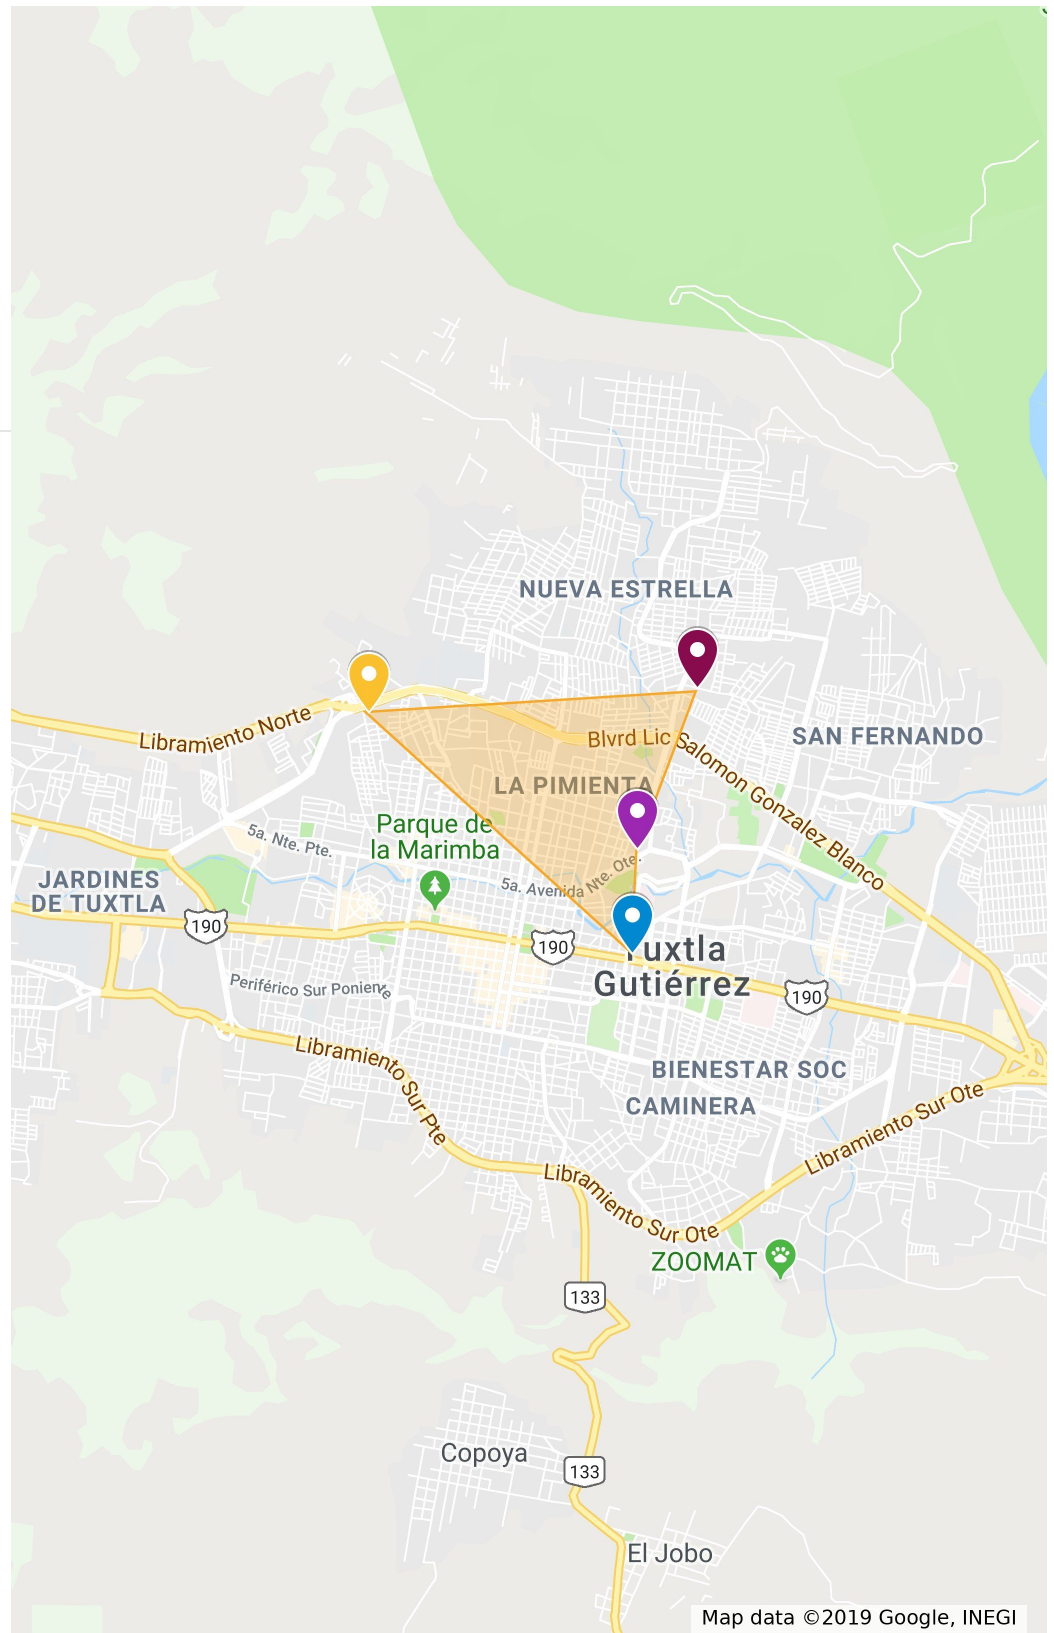 NUEVA ESTRELLA
Libramiento Norte
Blvrd Lic
Salomon Gonzalez Blanco
SAN FERNANDO
LA PIMIENTA
Parque de
la Marimba
5a. Nte. Pte.
5a. Avenida Nte. Ote.
JARDINES
DE TUXTLA
190
190
Tuxtla
Gutiérrez
190
Periférico Sur Poniente
Libramiento Sur Pte
BIENESTAR SOC
CAMINERA
Libramiento Sur Ote
Libramiento Sur Ote
ZOOMAT
133
Copoya
133
El Jobo
Map data ©2019 Google, INEGI